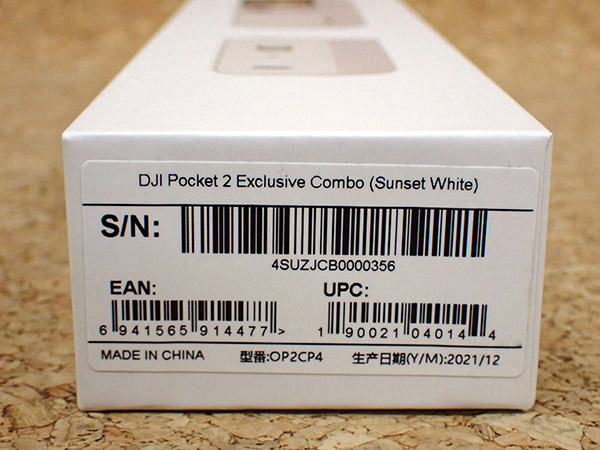 DJI Pocket 2 Exclusive Combo (Sunset White)
S/N:
4SUZJCB0000356
EAN: UPC:
6 941565 914477> 1 90021 04014 4
MADE IN CHINA 型番:OP2CP4 生产日期(Y/M):2021/12